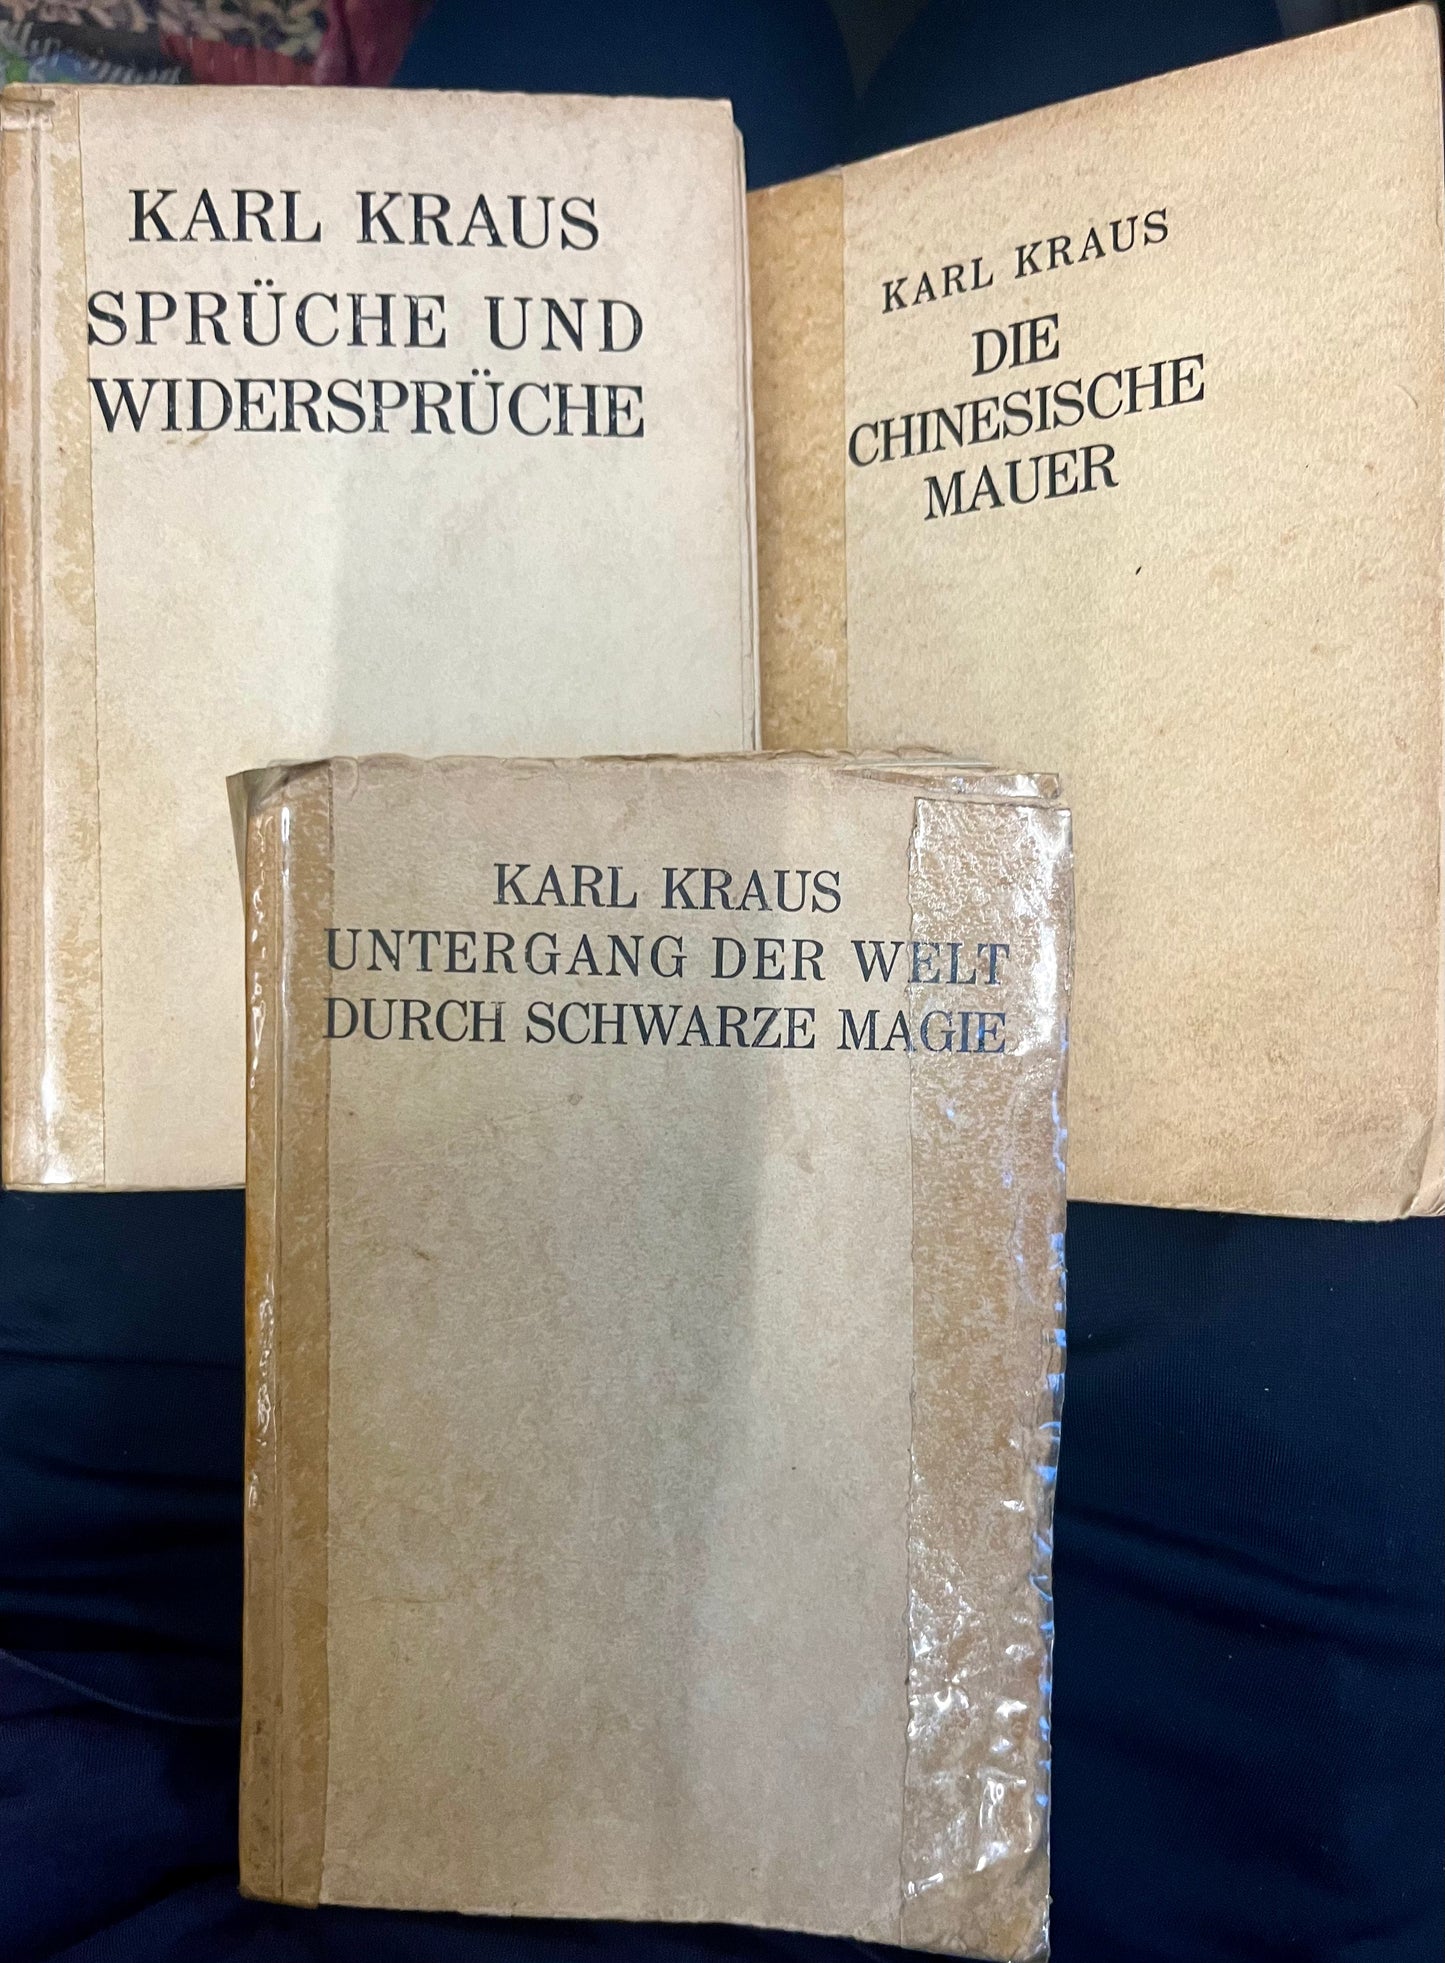 KARL KRAUS
SPRÜCHE UND
WIDERSPRÜCHE
KARL KRAUS
DIE
CHINESISCHE
MAUER
KARL KRAUS
UNTERGANG DER WELT
DURCH SCHWARZE MAGIE